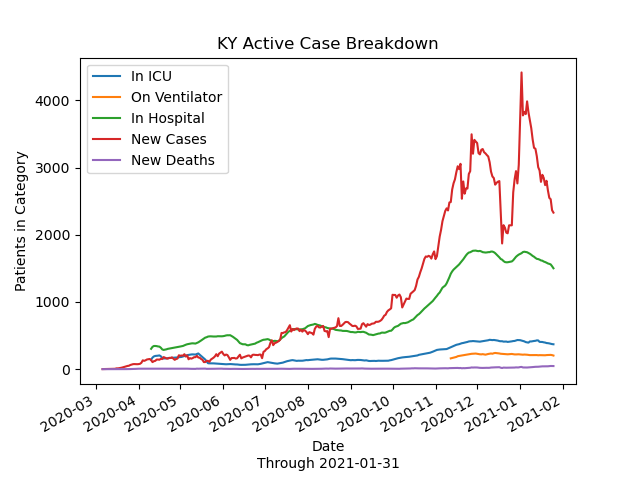 KY Active Case Breakdown
In ICU
On Ventilator
In Hospital
New Cases
New Deaths
Patients in Category
4000
3000
2000
1000
0
2020-03
2020-04
2020-05
2020-06
2020-07
2020-08
2020-09
2020-10
2020-11
2020-12
2021-01
2021-02
Date
Through 2021-01-31